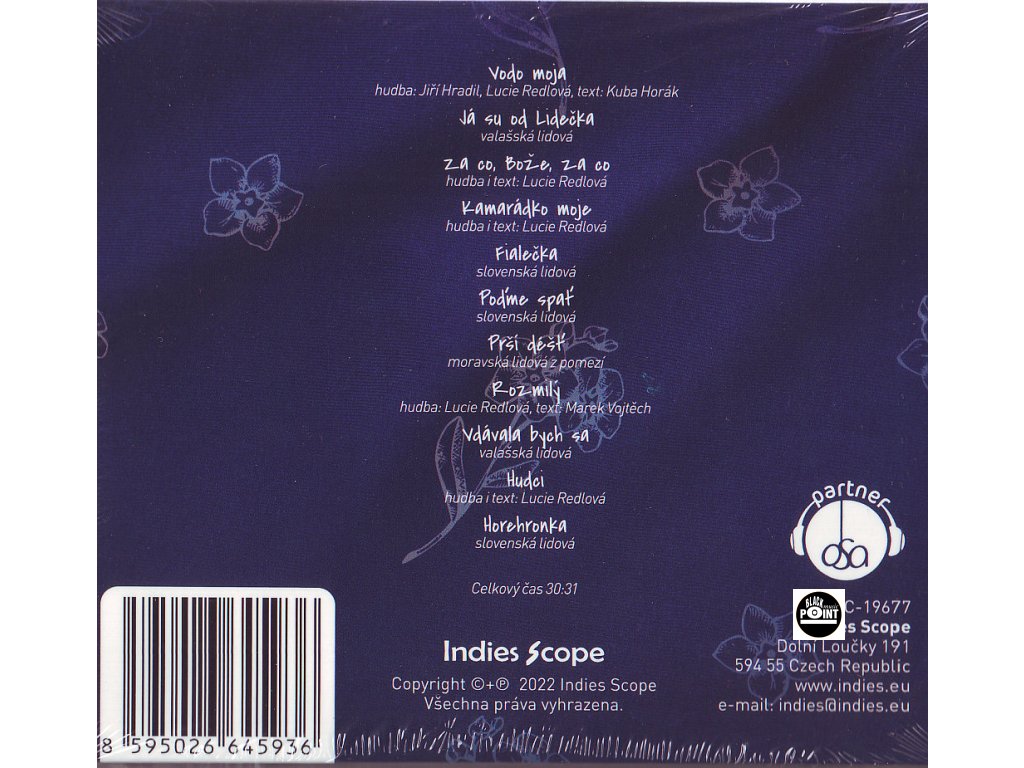 Vodo moja
hudba: Jiří Hradil, Lucie Redlová, text: Kuba Horák
Já su od Lidečka
valašská lidová
Za co, Bože, za co
hudba i text: Lucie Redlová
Kamarádko moje
hudba i text: Lucie Redlová
Fialečka
slovenská lidová
Poďme spať
slovenská lidová
Prší déšť
moravská lidová z pomezí
Rozmilý
hudba: Lucie Redlová, text: Marek Vojtěch
Vdávala bych sa
valašská lidová
Hudci
hudba i text: Lucie Redlová
Horehronka
slovenská lidová
Celkový čas 30:31
Indies Scope
Copyright ©+℗ 2022 Indies Scope
Všechna práva vyhrazena.
8 595026 645936
partner
osa
BLACK
music
POINT
C-19677
es Scope
Dolní Loučky 191
594 55 Czech Republic
www.indies.eu
e-mail: indies@indies.eu